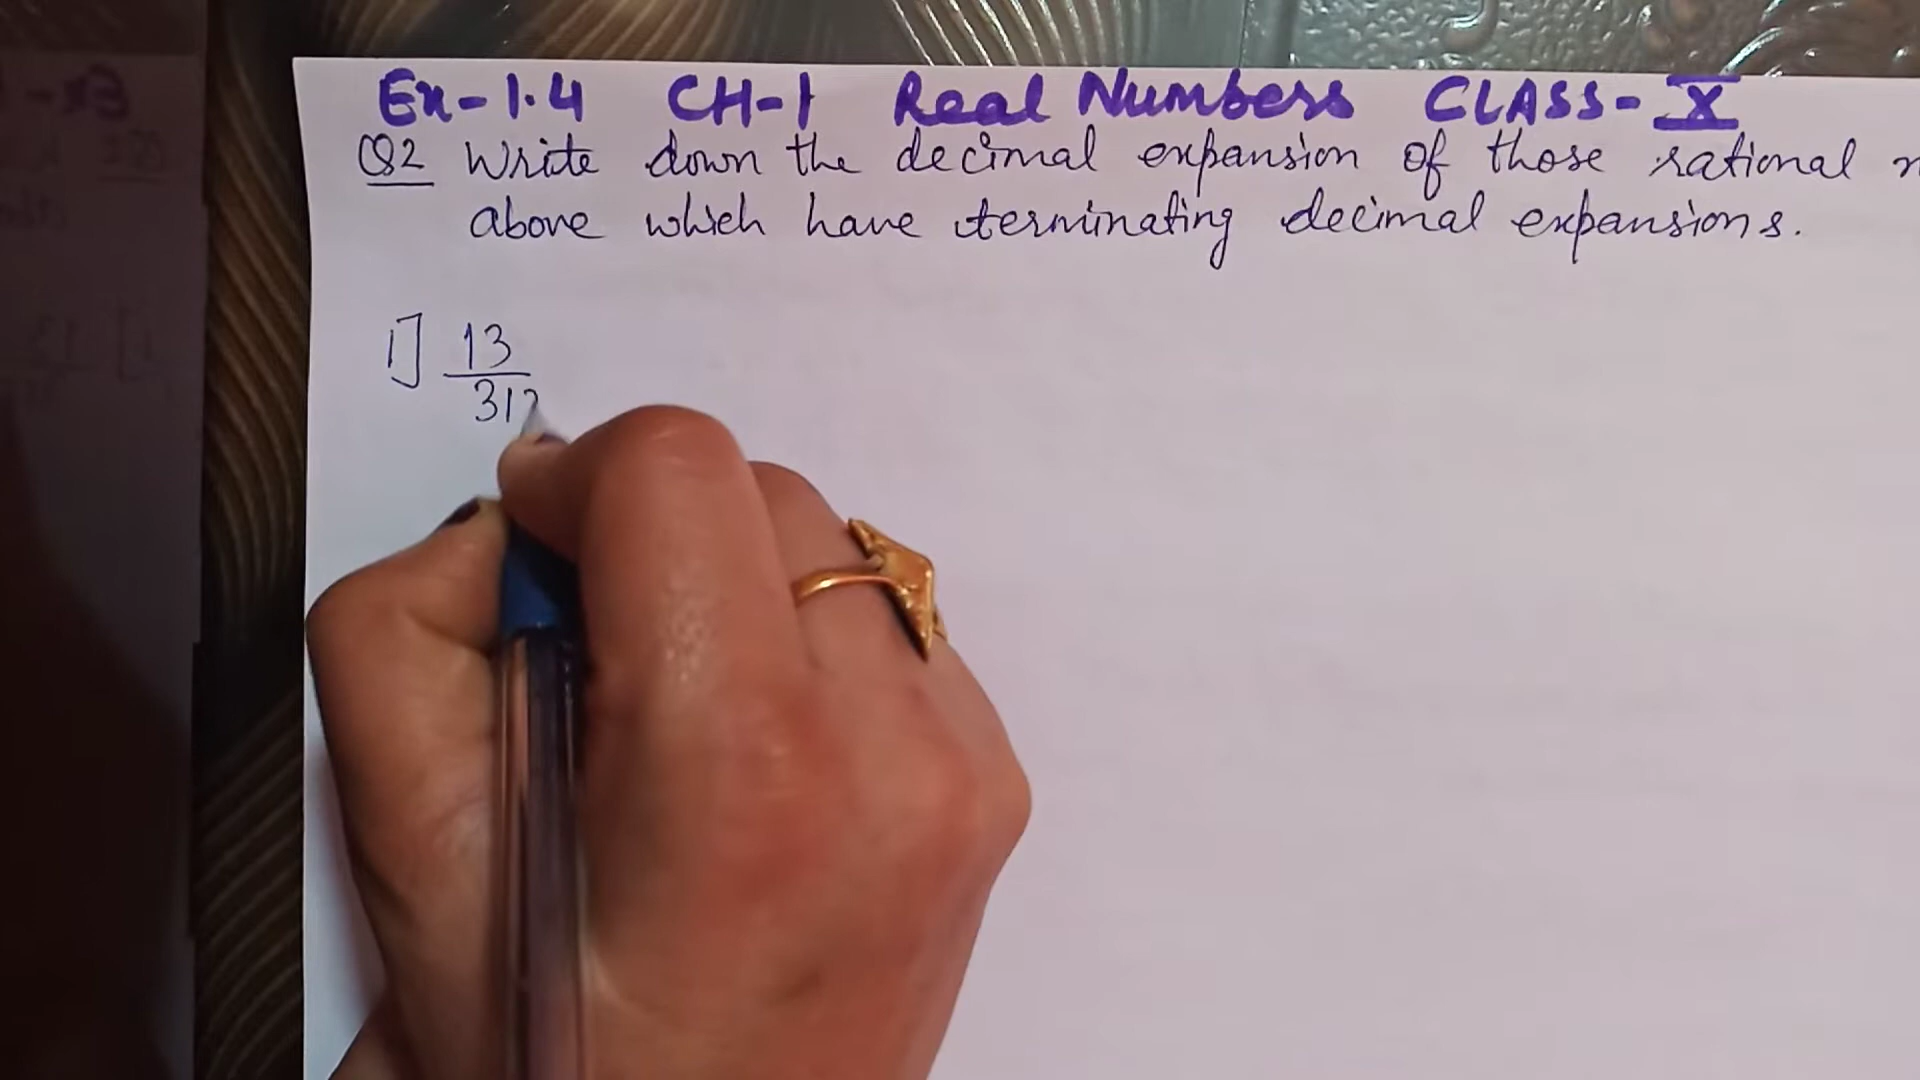 Ex-1.4 CH-1 Real Numbers CLASS-X
Q2 Write down the decimal expansion of those rational
above which have terminating decimal expansions.
1] 13
312